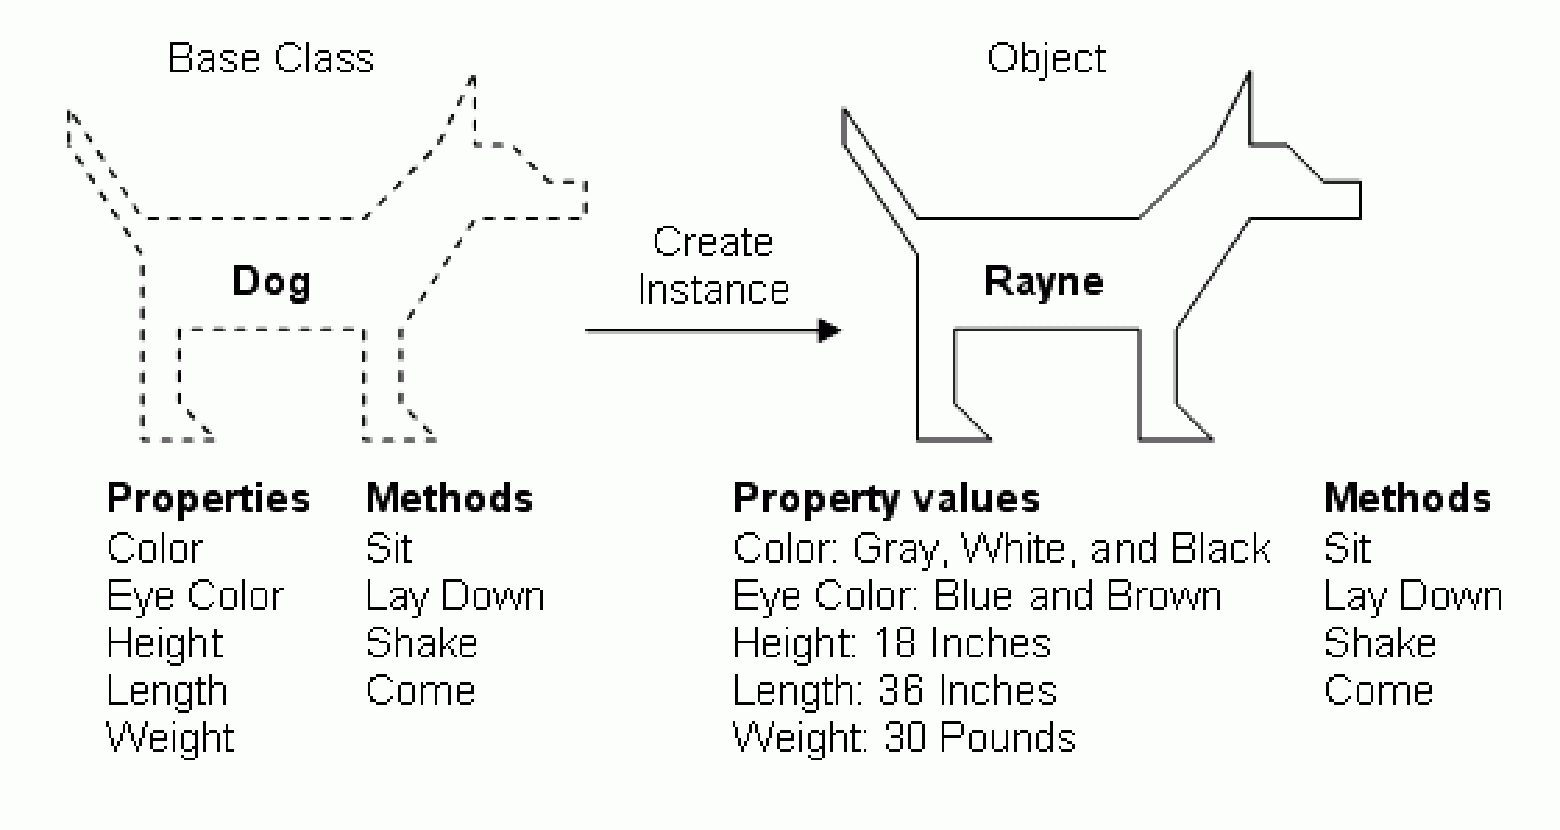 Base Class
Object
Dog
Create
Instance
Rayne
Properties
Color
Eye Color
Height
Length
Weight
Methods
Sit
Lay Down
Shake
Come
Property values
Color: Gray, White, and Black
Eye Color: Blue and Brown
Height: 18 Inches
Length: 36 Inches
Weight: 30 Pounds
Methods
Sit
Lay Down
Shake
Come